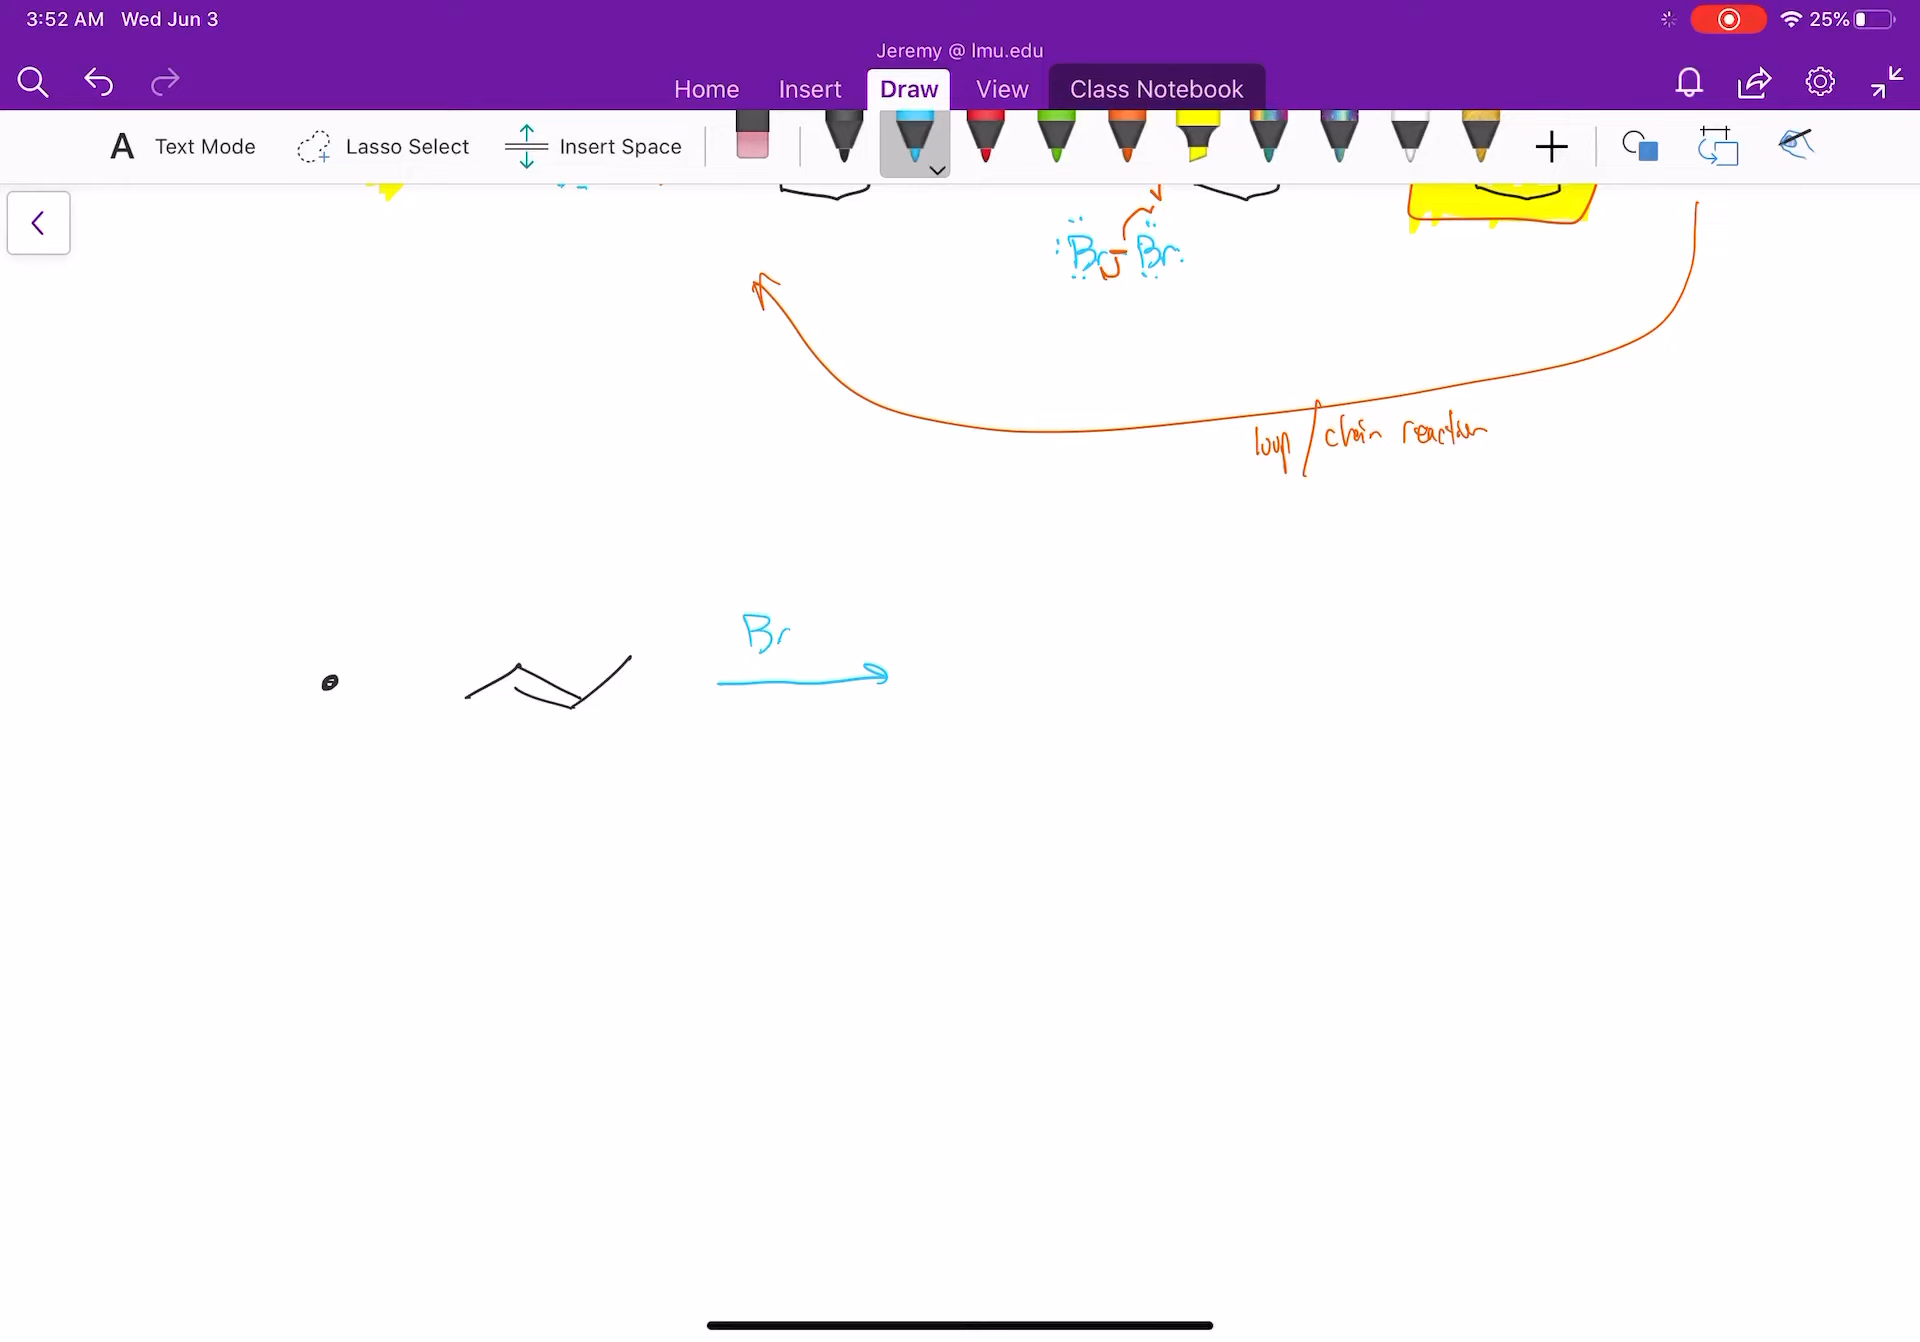 3:52 AM Wed Jun 3
25%
Jeremy @ lmu.edu
Home Insert Draw View Class Notebook
A Text Mode Lasso Select Insert Space
:Br-Br:
loop/chain reaction
Br